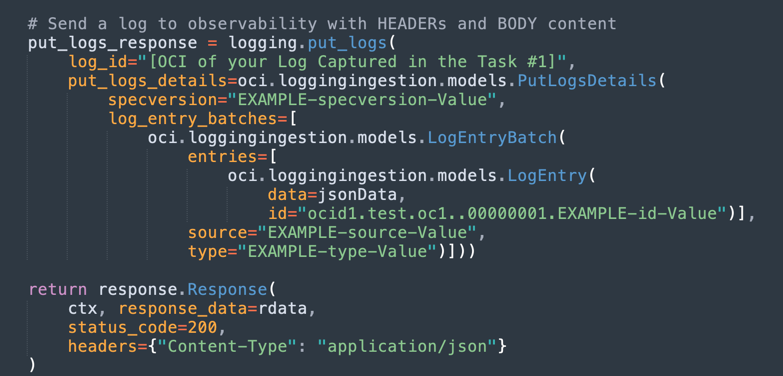 # Send a log to observability with HEADERs and BODY content
put_logs_response = logging.put_logs(
    log_id="[OCI of your Log Captured in the Task #1]",
    put_logs_details=oci.loggingingestion.models.PutLogsDetails(
        specversion="EXAMPLE-specversion-Value",
        log_entry_batches=[
            oci.loggingingestion.models.LogEntryBatch(
                entries=[
                    oci.loggingingestion.models.LogEntry(
                        data=jsonData,
                        id="ocid1.test.oc1..00000001.EXAMPLE-id-Value")],
                source="EXAMPLE-source-Value",
                type="EXAMPLE-type-Value")]))

return response.Response(
    ctx, response_data=rdata,
    status_code=200,
    headers={"Content-Type": "application/json"}
)